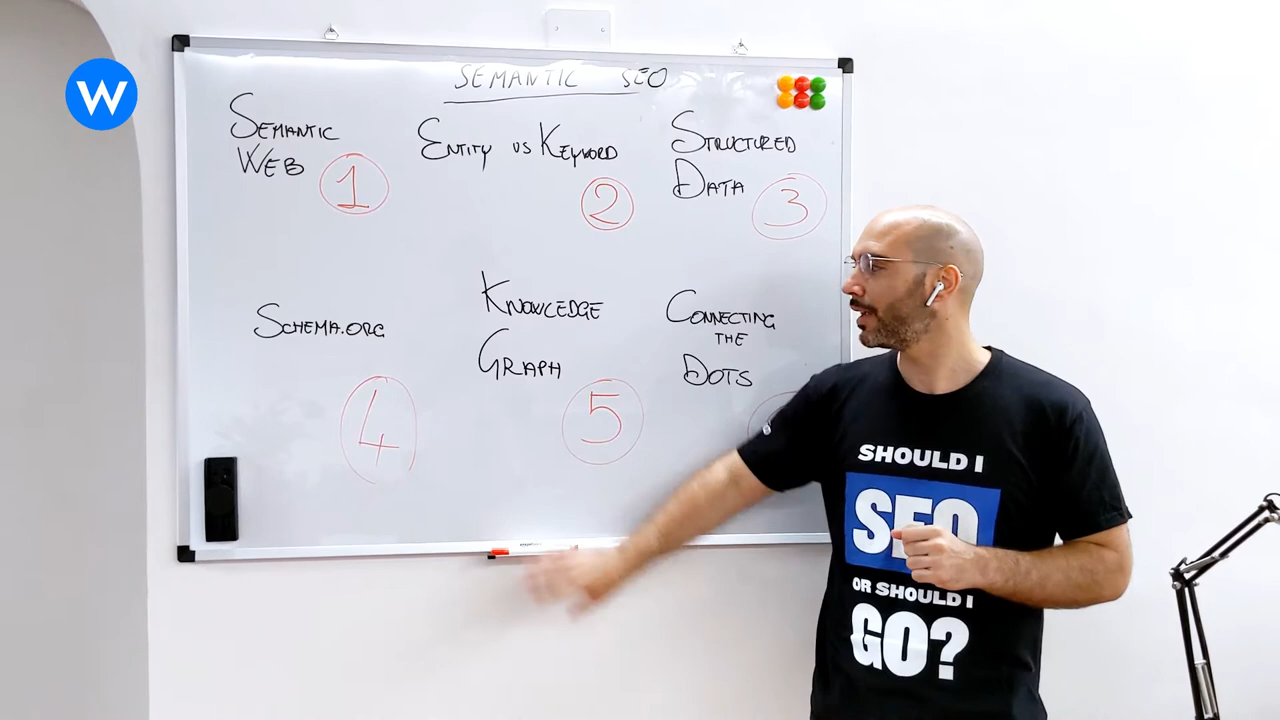 W
SEMANTIC SEO
SEMANTIC
WEB
1
ENTITY VS KEYWORD
2
STRUCTURED
DATA
3
SCHEMA.ORG
4
KNOWLEDGE
GRAPH
5
CONNECTING
THE
DOTS
SHOULD I
SEO
OR SHOULD I
GO?